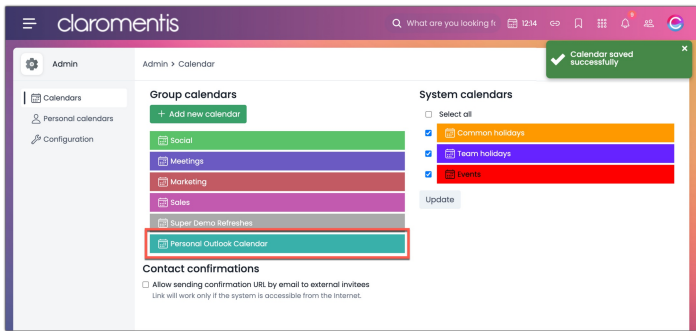 claromentis
What are you looking fo
12:14
Admin
Admin > Calendar
Calendar saved
successfully
Calendars
Personal calendars
Configuration
Group calendars
+ Add new calendar
Social
Meetings
Marketing
Sales
Super Demo Refreshes
Personal Outlook Calendar
Contact confirmations
Allow sending confirmation URL by email to external invitees
Link will work only if the system is accessible from the Internet.
System calendars
Select all
Common holidays
Team holidays
Events
Update